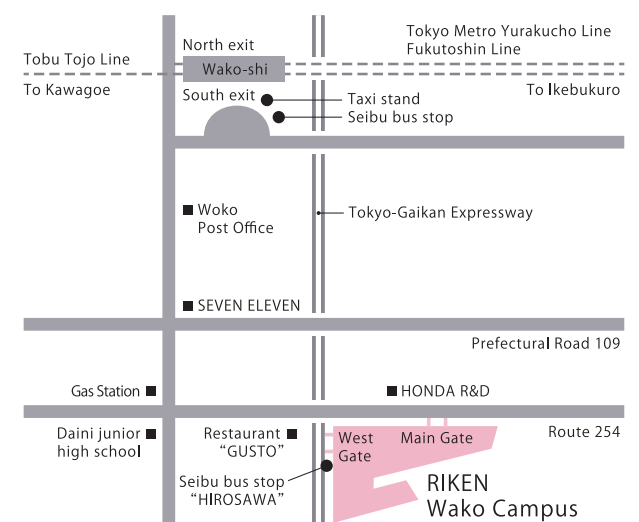 Tokyo Metro Yurakucho Line
Fukutoshin Line
North exit
Tobu Tojo Line
Wako-shi
To Kawagoe
South exit
To Ikebukuro
Taxi stand
Seibu bus stop
Woko
Post Office
Tokyo-Gaikan Expressway
SEVEN ELEVEN
Prefectural Road 109
Gas Station
HONDA R&D
Daini junior
high school
Restaurant
"GUSTO"
West
Gate
Main Gate
Route 254
Seibu bus stop
"HIROSAWA"
RIKEN
Wako Campus